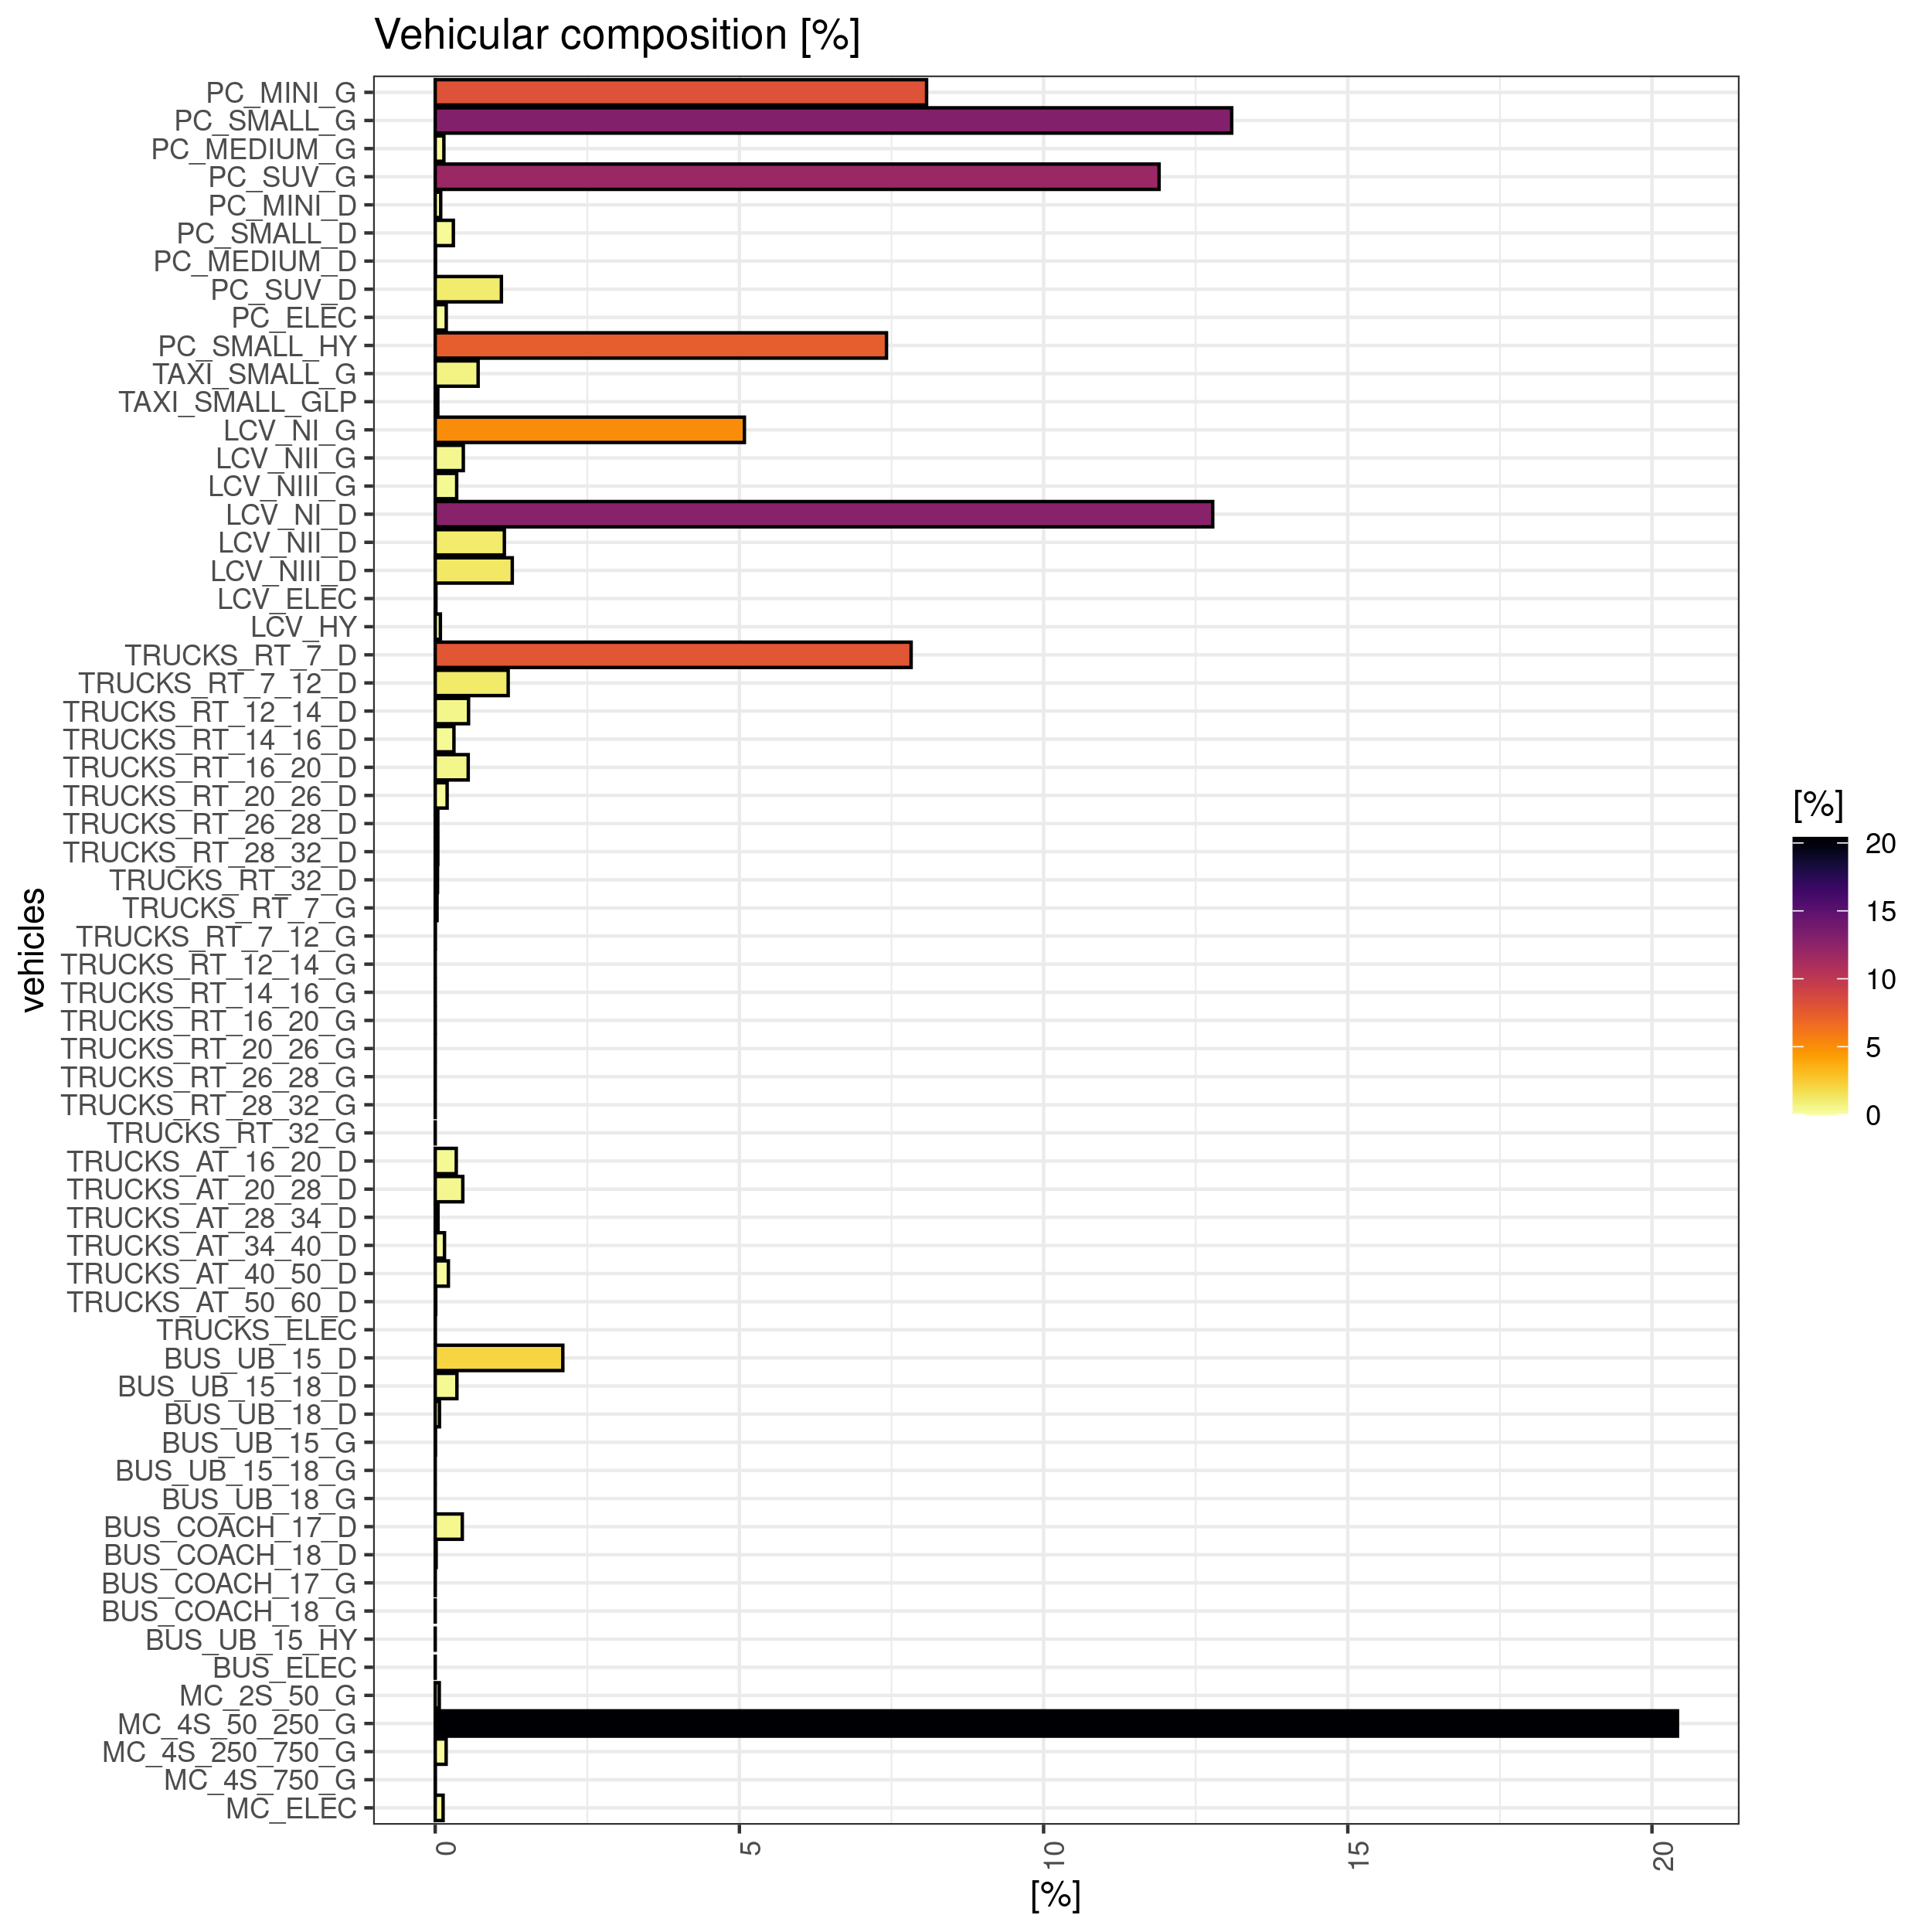 Vehicular composition [%]
PC_MINI_G
PC_SMALL_G
PC_MEDIUM_G
PC_SUV_G
PC_MINI_D
PC_SMALL_D
PC_MEDIUM_D
PC_SUV_D
PC_ELEC
PC_SMALL_HY
TAXI_SMALL_G
TAXI_SMALL_GLP
LCV_NI_G
LCV_NII_G
LCV_NIII_G
LCV_NI_D
LCV_NII_D
LCV_NIII_D
LCV_ELEC
LCV_HY
TRUCKS_RT_7_D
TRUCKS_RT_7_12_D
TRUCKS_RT_12_14_D
TRUCKS_RT_14_16_D
TRUCKS_RT_16_20_D
TRUCKS_RT_20_26_D
TRUCKS_RT_26_28_D
TRUCKS_RT_28_32_D
TRUCKS_RT_32_D
TRUCKS_RT_7_G
TRUCKS_RT_7_12_G
TRUCKS_RT_12_14_G
TRUCKS_RT_14_16_G
TRUCKS_RT_16_20_G
TRUCKS_RT_20_26_G
TRUCKS_RT_26_28_G
TRUCKS_RT_28_32_G
TRUCKS_RT_32_G
TRUCKS_AT_16_20_D
TRUCKS_AT_20_28_D
TRUCKS_AT_28_34_D
TRUCKS_AT_34_40_D
TRUCKS_AT_40_50_D
TRUCKS_AT_50_60_D
TRUCKS_ELEC
BUS_UB_15_D
BUS_UB_15_18_D
BUS_UB_18_D
BUS_UB_15_G
BUS_UB_15_18_G
BUS_UB_18_G
BUS_COACH_17_D
BUS_COACH_18_D
BUS_COACH_17_G
BUS_COACH_18_G
BUS_UB_15_HY
BUS_ELEC
MC_2S_50_G
MC_4S_50_250_G
MC_4S_250_750_G
MC_4S_750_G
MC_ELEC
vehicles
0
5
10
15
20
[%]
[%]
20
15
10
5
0